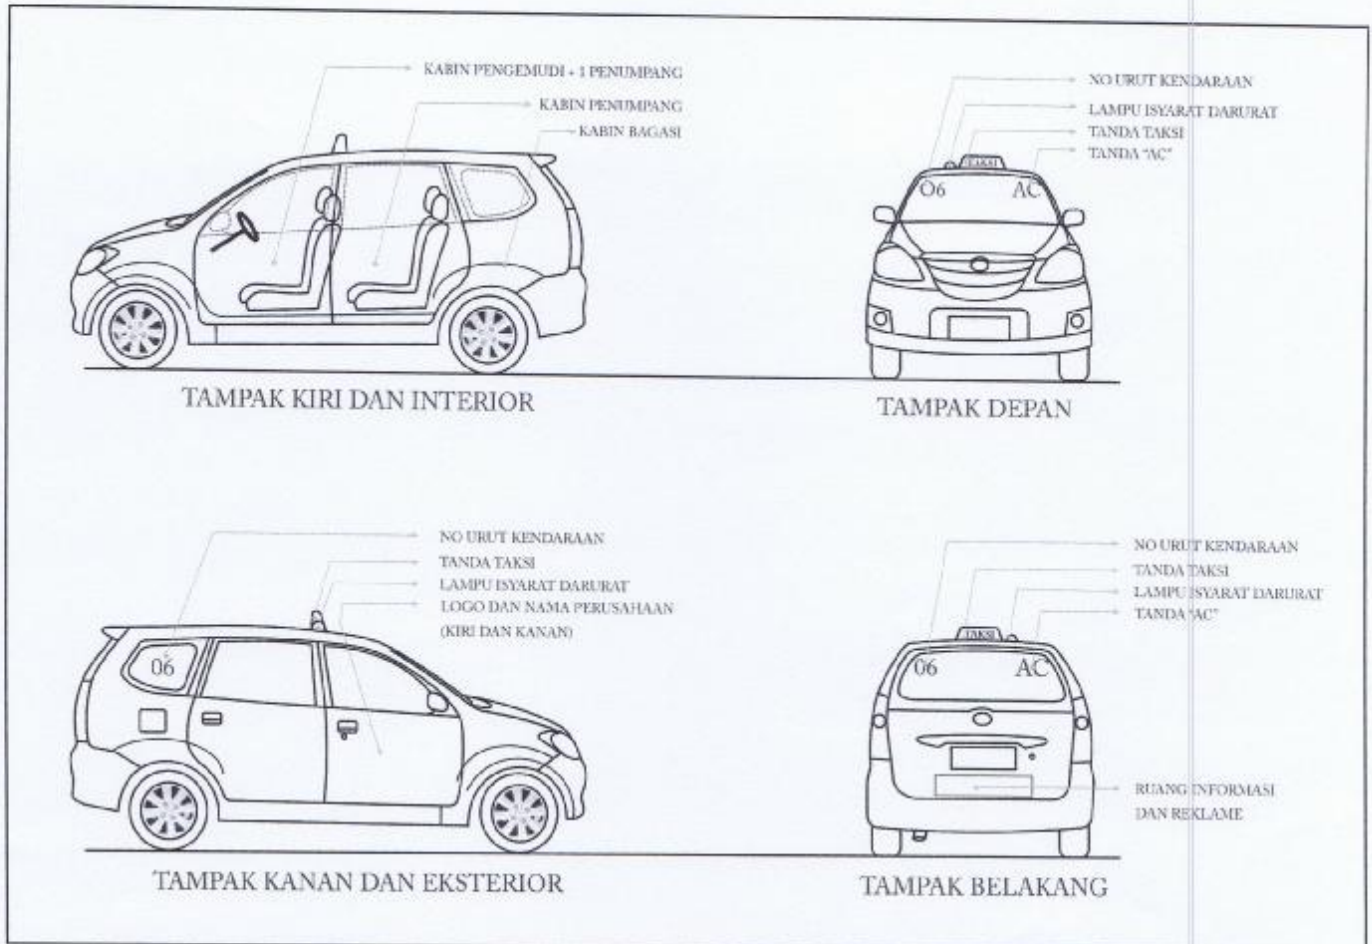 KABIN PENGEMUDI + 1 PENUMPANG
KABIN PENUMPANG
KABIN BAGASI
TAMPAK KIRI DAN INTERIOR
NO URUT KENDARAAN
LAMPU ISYARAT DARURAT
TANDA TAKSI
TANDA "AC"
TAKSI
O6 AC
TAMPAK DEPAN
NO URUT KENDARAAN
TANDA TAKSI
LAMPU ISYARAT DARURAT
LOGO DAN NAMA PERUSAHAAN
(KIRI DAN KANAN)
06
TAMPAK KANAN DAN EKSTERIOR
NO URUT KENDARAAN
TANDA TAKSI
LAMPU ISYARAT DARURAT
TANDA "AC"
TAKSI
06 AC
RUANG INFORMASI
DAN REKLAME
TAMPAK BELAKANG